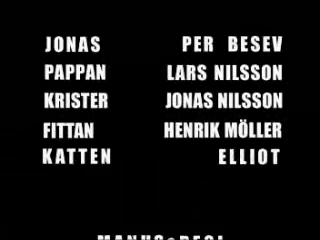 JONAS PER BESEV
PAPPAN LARS NILSSON
KRISTER JONAS NILSSON
FITTAN HENRIK MÖLLER
KATTEN ELLIOT